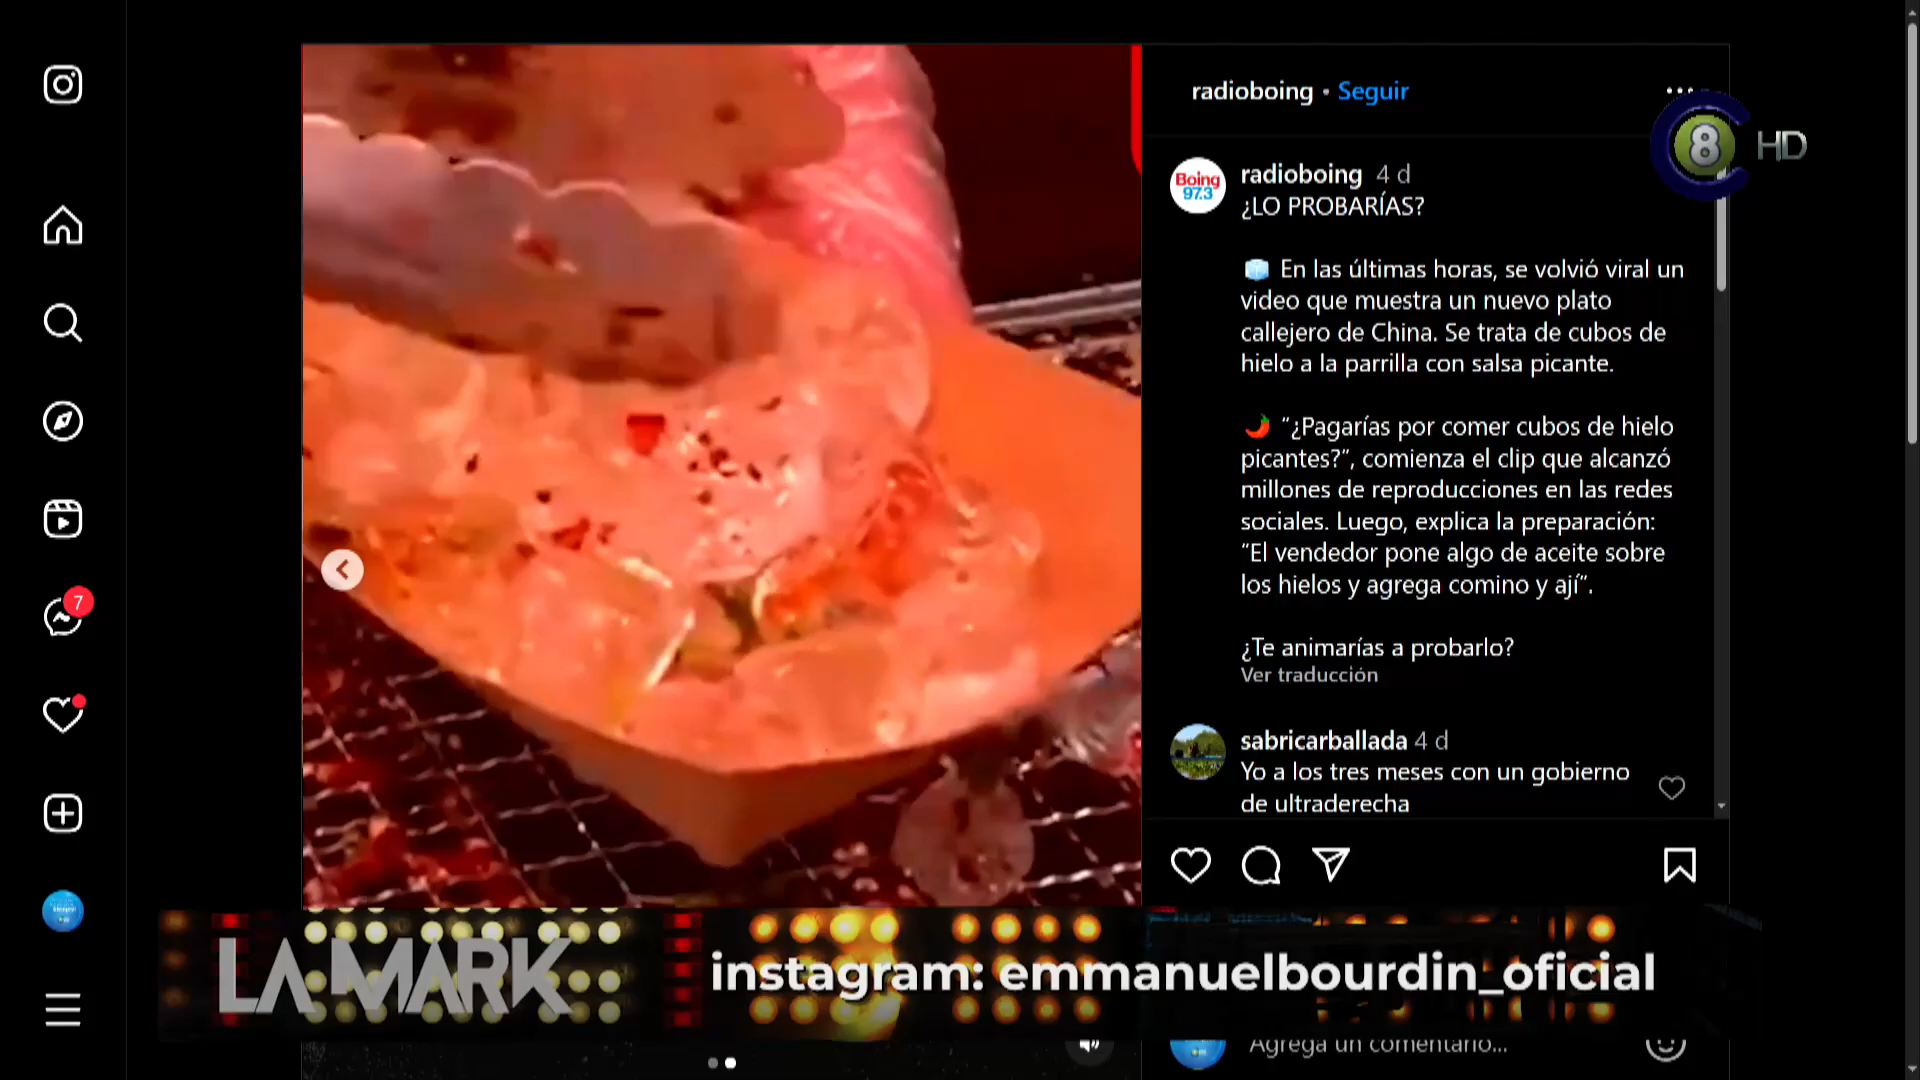 radioboing • Seguir
8 HD
Boing
97.3
radioboing 4 d
¿LO PROBARÍAS?
En las últimas horas, se volvió viral un
video que muestra un nuevo plato
callejero de China. Se trata de cubos de
hielo a la parrilla con salsa picante.
“¿Pagarías por comer cubos de hielo
picantes?”, comienza el clip que alcanzó
millones de reproducciones en las redes
sociales. Luego, explica la preparación:
“El vendedor pone algo de aceite sobre
los hielos y agrega comino y ají”.
¿Te animarías a probarlo?
Ver traducción
7
sabricarballada 4 d
Yo a los tres meses con un gobierno
de ultraderecha
LA MARK
instagram: emmanuelbourdin_oficial
Agrega un comentario...